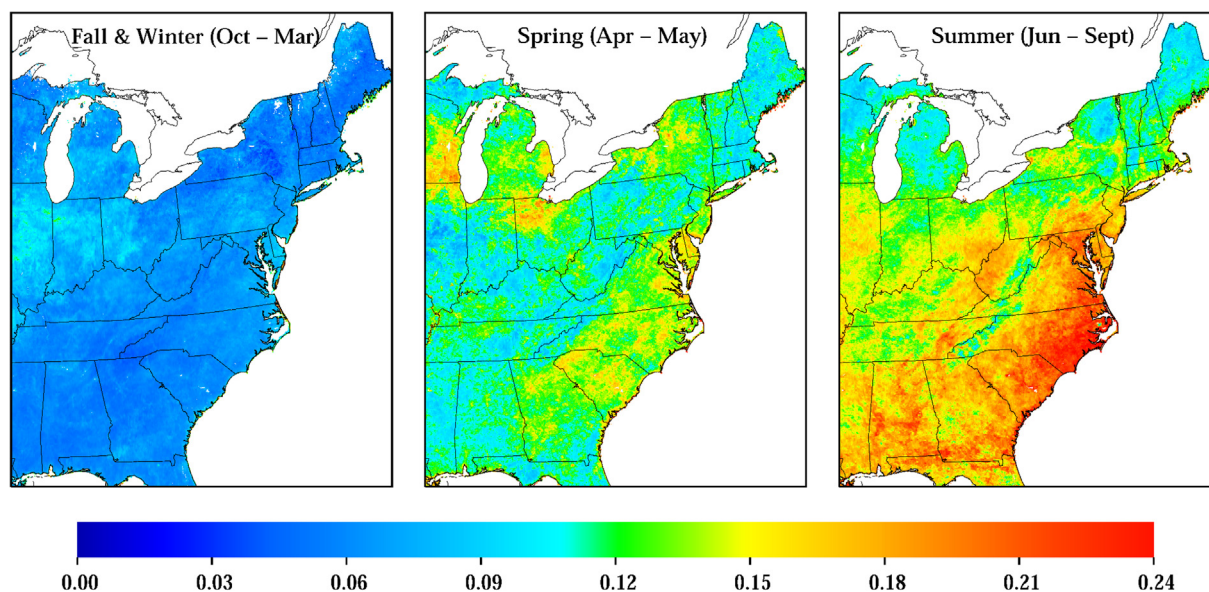 Fall & Winter (Oct – Mar)
Spring (Apr – May)
Summer (Jun – Sept)
0.00 0.03 0.06 0.09 0.12 0.15 0.18 0.21 0.24